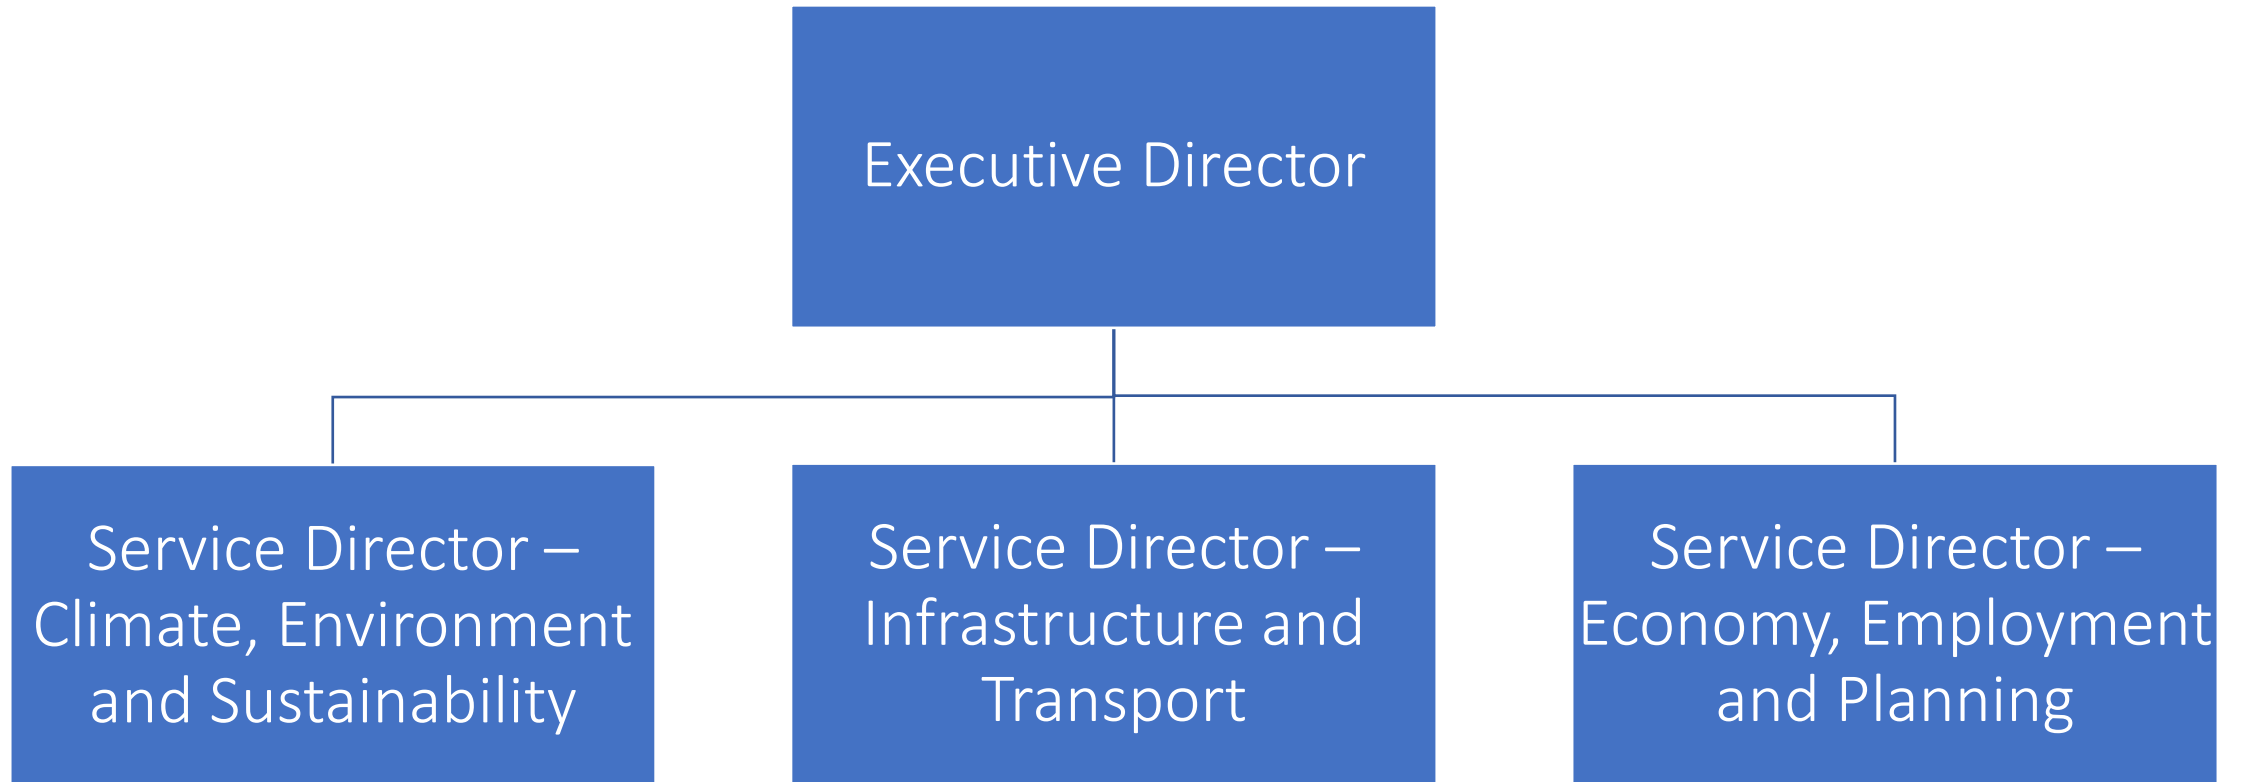 Executive Director
Service Director –
Climate, Environment
and Sustainability
Service Director –
Infrastructure and
Transport
Service Director –
Economy, Employment
and Planning